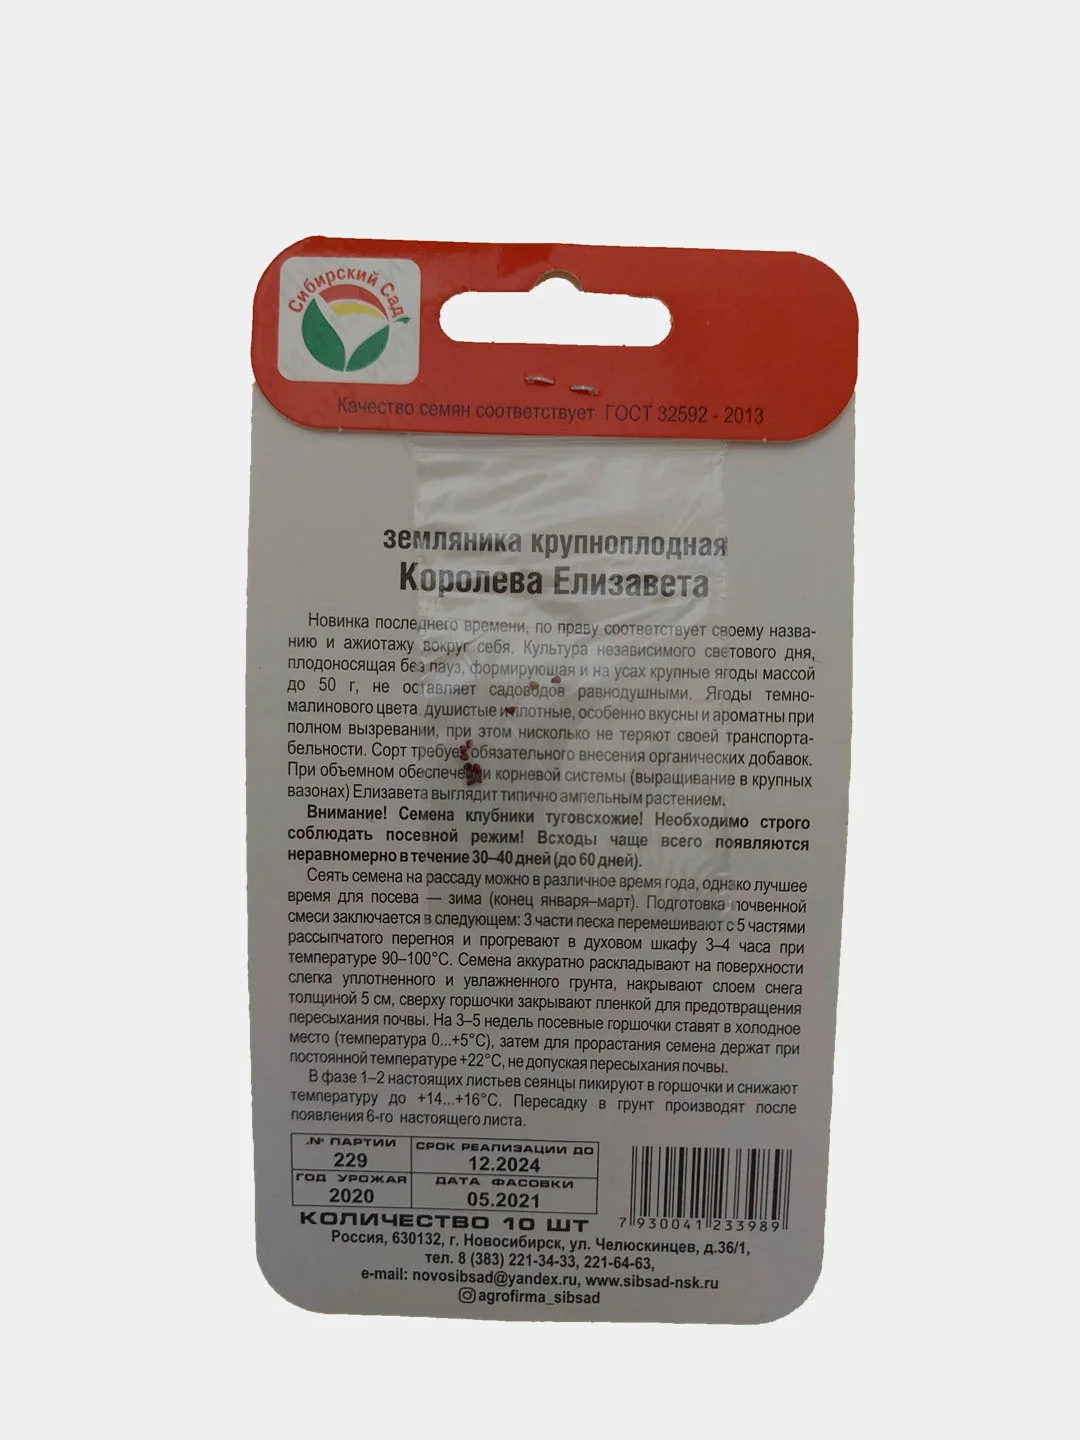 Сибирский Сад
Качество семян соответствует ГОСТ 32592 - 2013
земляника крупноплодная
Королева Елизавета
Новинка последнего времени, по праву соответствует своему назва-
нию и ажиотажу вокруг себя. Культура независимого светового дня,
плодоносящая без пауз, формирующая и на усах крупные ягоды массой
до 50 г, не оставляет садоводов равнодушными. Ягоды темно-
малинового цвета душистые и плотные, особенно вкусны и ароматны при
полном вызревании, при этом нисколько не теряют своей транспорта-
бельности. Сорт требует обязательного внесения органических добавок.
При объемном обеспечении корневой системы (выращивание в крупных
вазонах) Елизавета выглядит типично ампельным растением.
Внимание! Семена клубники туговсхожие! Необходимо строго
соблюдать посевной режим! Всходы чаще всего появляются
неравномерно в течение 30–40 дней (до 60 дней).
Сеять семена на рассаду можно в различное время года, однако лучшее
время для посева — зима (конец января–март). Подготовка почвенной
смеси заключается в следующем: 3 части песка перемешивают с 5 частями
рассыпчатого перегноя и прогревают в духовом шкафу 3–4 часа при
температуре 90–100°С. Семена аккуратно раскладывают на поверхности
слегка уплотненного и увлажненного грунта, накрывают слоем снега
толщиной 5 см, сверху горшочки закрывают пленкой для предотвращения
пересыхания почвы. На 3–5 недель посевные горшочки ставят в холодное
место (температура 0...+5°С), затем для прорастания семена держат при
постоянной температуре +22°С, не допуская пересыхания почвы.
В фазе 1–2 настоящих листьев сеянцы пикируют в горшочки и снижают
температуру до +14...+16°С. Пересадку в грунт производят после
появления 6-го настоящего листа.
.№ ПАРТИИ СРОК РЕАЛИЗАЦИИ ДО
229 12.2024
ГОД УРОЖАЯ ДАТА ФАСОВКИ
2020 05.2021
КОЛИЧЕСТВО 10 ШТ
7 930041 233989
Россия, 630132, г. Новосибирск, ул. Челюскинцев, д.36/1,
тел. 8 (383) 221-34-33, 221-64-63,
e-mail: novosibsad@yandex.ru, www.sibsad-nsk.ru
agrofirma_sibsad